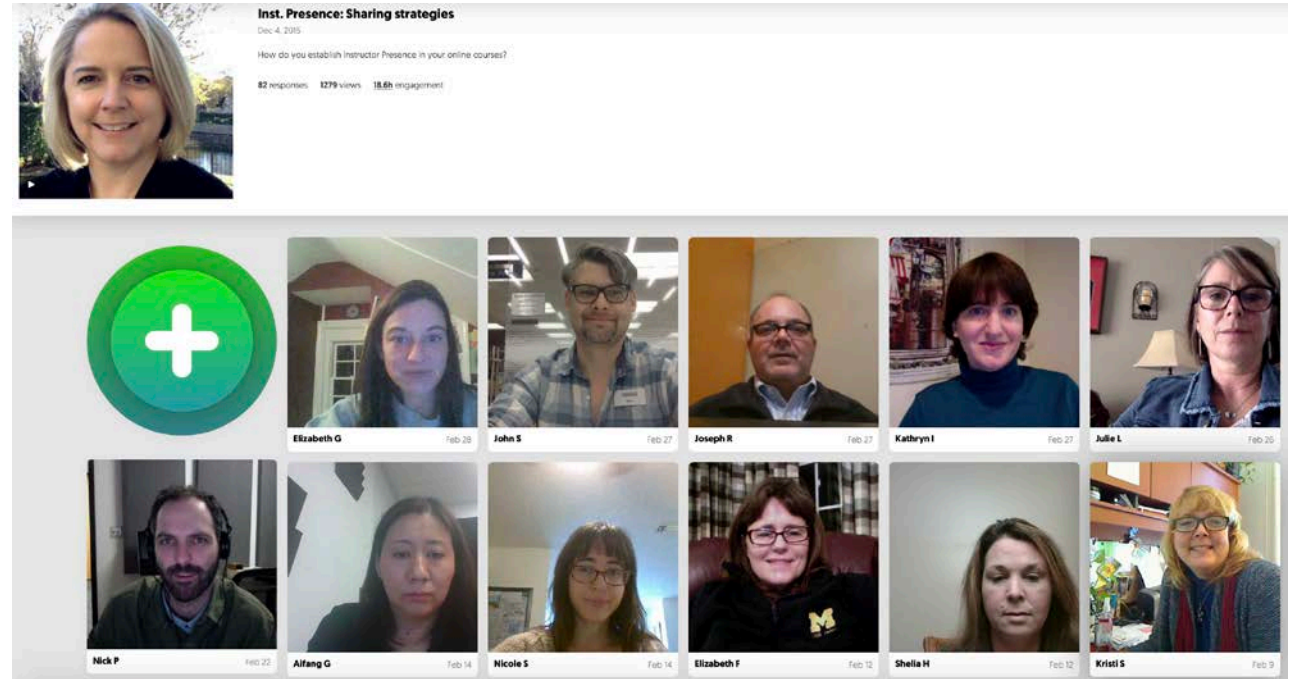 Inst. Presence: Sharing strategies
Dec 4, 2015
How do you establish Instructor Presence in your online courses?
82 responses 1279 views 18.6h engagement
Elizabeth G Feb 28
John S Feb 27
Joseph R Feb 27
Kathryn I Feb 27
Julie L Feb 26
Nick P Feb 22
Aifang G Feb 14
Nicole S Feb 14
Elizabeth F Feb 12
Shelia H Feb 12
Kristi S Feb 9
M